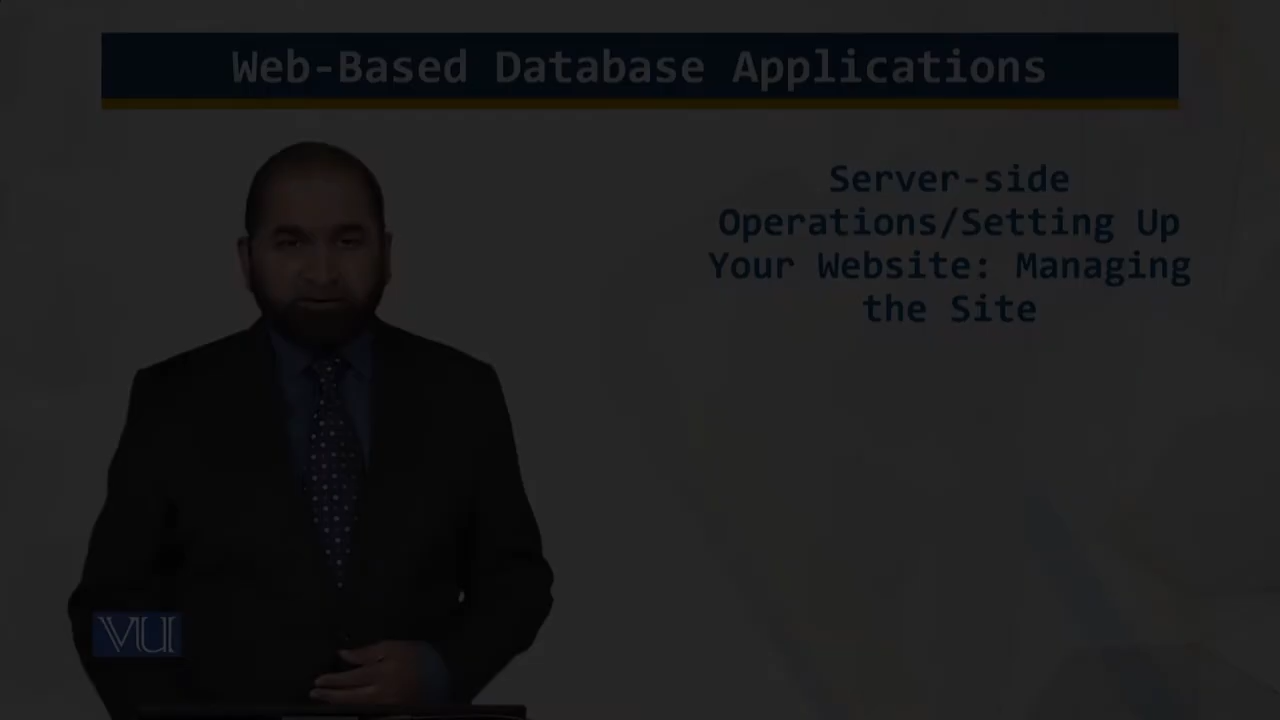 Web-Based Database Applications
Server-side
Operations/Setting Up
Your Website: Managing
the Site
VU